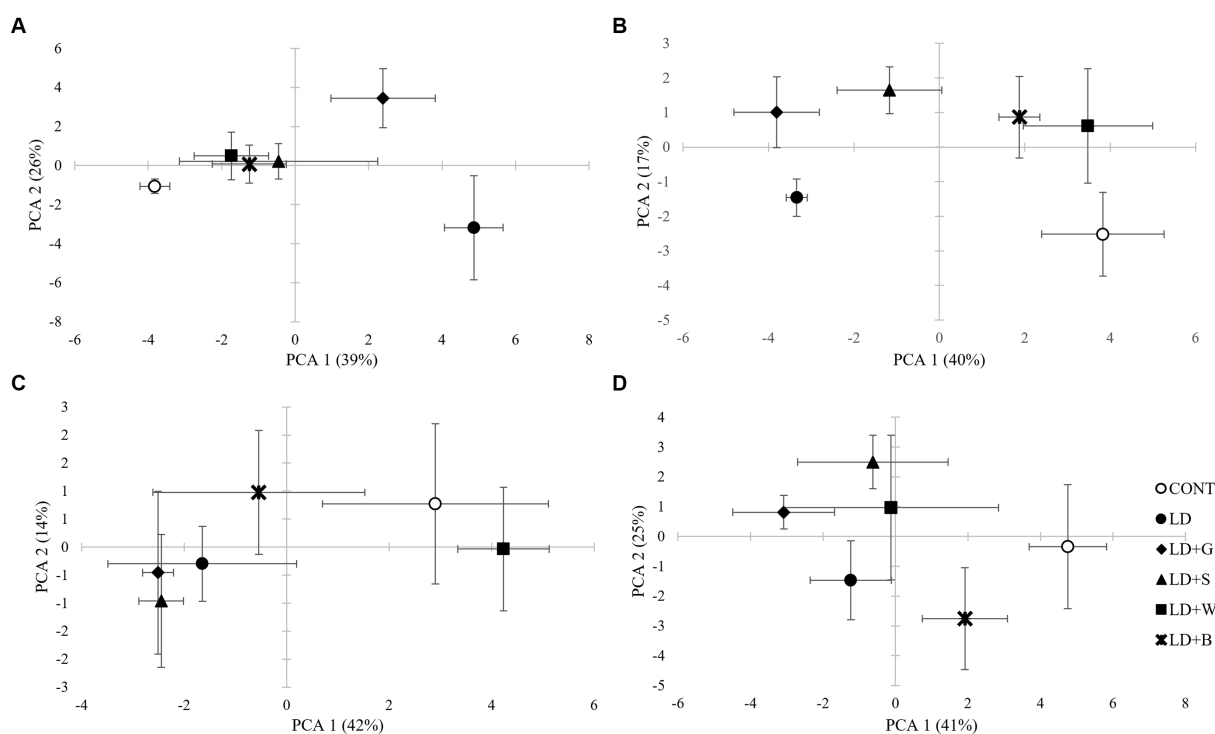 A
6
4
2
0
-2
-4
-6
-8
-6 -4 -2 0 2 4 6 8
PCA 2 (26%)
PCA 1 (39%)
B
3
2
1
0
-1
-2
-3
-4
-5
-6 -4 -2 0 2 4 6
PCA 2 (17%)
PCA 1 (40%)
C
3
2
2
1
1
0
-1
-1
-2
-2
-3
-4 -2 0 2 4 6
PCA 2 (14%)
PCA 1 (42%)
D
4
3
2
1
0
-1
-2
-3
-4
-5
-6 -4 -2 0 2 4 6 8
PCA 2 (25%)
PCA 1 (41%)
CONT
LD
LD+G
LD+S
LD+W
LD+B